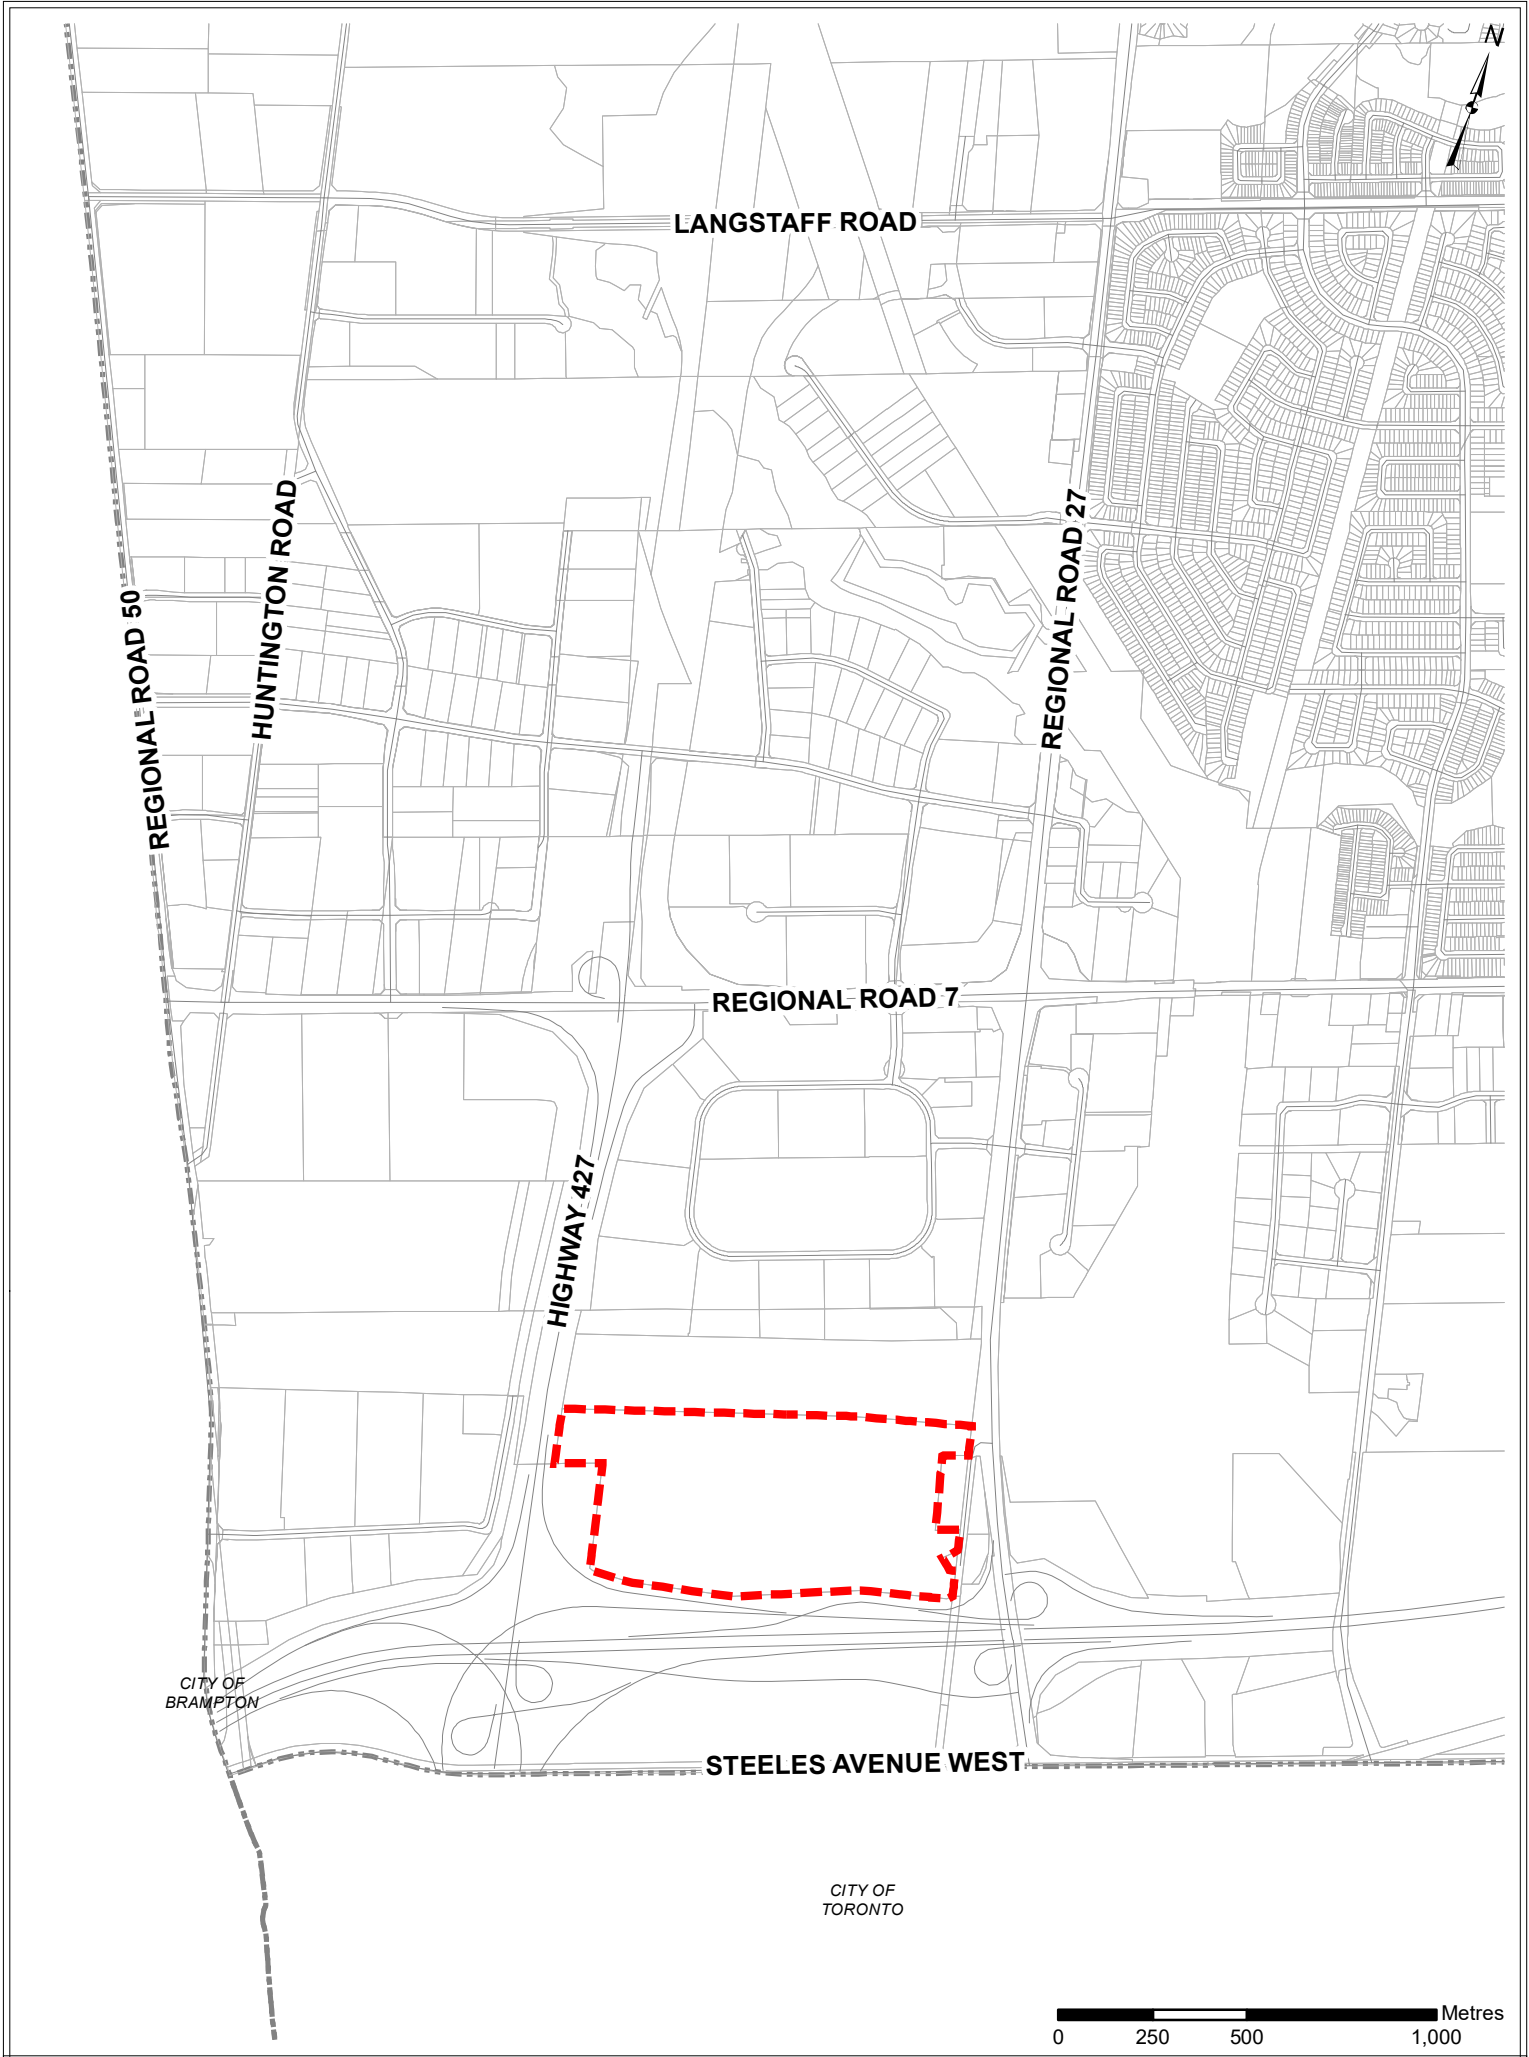 N
LANGSTAFF ROAD
HUNTINGTON ROAD
REGIONAL ROAD 27
REGIONAL ROAD 50
REGIONAL ROAD 7
HIGHWAY 427
CITY OF
BRAMPTON
STEELES AVENUE WEST
CITY OF
TORONTO
Metres
0 250 500 1,000